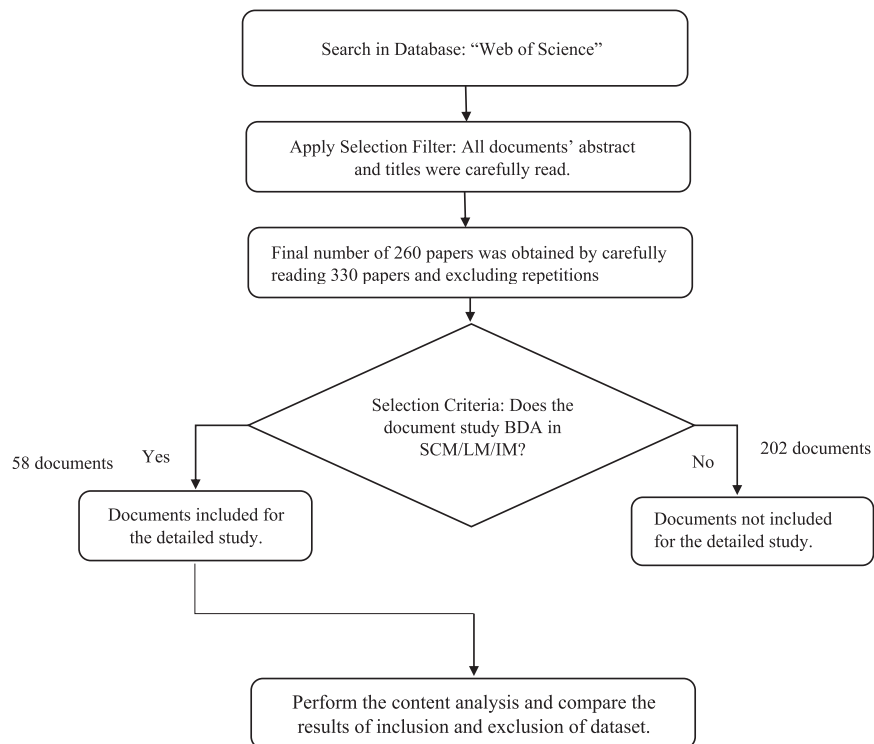 Search in Database: “Web of Science”
Apply Selection Filter: All documents’ abstract
and titles were carefully read.
Final number of 260 papers was obtained by carefully
reading 330 papers and excluding repetitions
Selection Criteria: Does the
document study BDA in
SCM/LM/IM?
58 documents
Yes
No
202 documents
Documents included for
the detailed study.
Documents not included
for the detailed study.
Perform the content analysis and compare the
results of inclusion and exclusion of dataset.